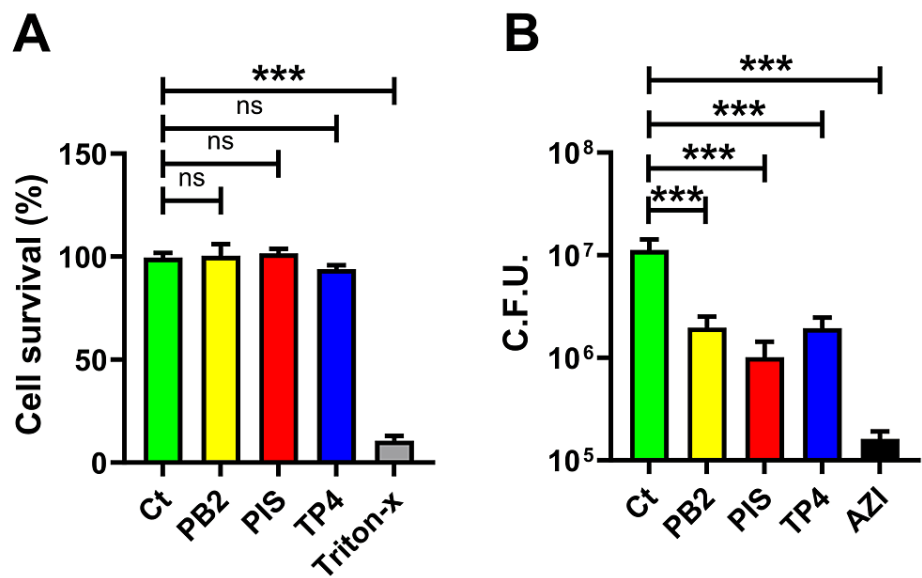 A
***
ns
ns
ns
150
100
50
0
Cell survival (%)
Ct
PB2
PIS
TP4
Triton-x
B
***
***
***
***
10⁸
10⁷
10⁶
10⁵
C.F.U.
Ct
PB2
PIS
TP4
AZI